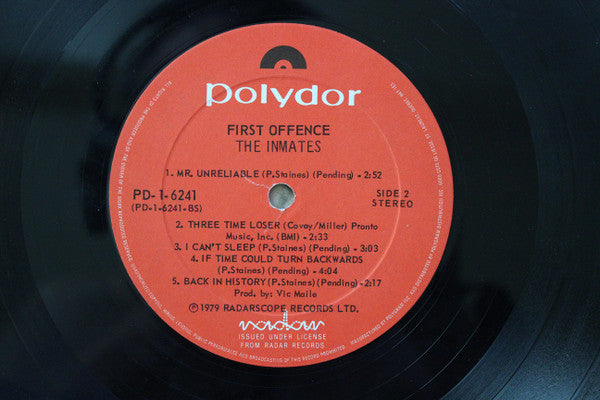 polydor
FIRST OFFENCE
THE INMATES
1. MR. UNRELIABLE (P.Staines) (Pending) - 2:52
PD-1-6241
(PD-1-6241-BS)
SIDE 2
STEREO
2. THREE TIME LOSER (Covay/Miller) Pronto
Music, Inc. (BMI) - 2:33
3. I CAN'T SLEEP (P.Staines) (Pending) - 3:03
4. IF TIME COULD TURN BACKWARDS
(P.Staines) (Pending) - 4:04
5. BACK IN HISTORY (P.Staines) (Pending) - 2:17
Prod. by: Vic Maile
℗ 1979 RADARSCOPE RECORDS LTD.
radar
ISSUED UNDER LICENSE
FROM RADAR RECORDS